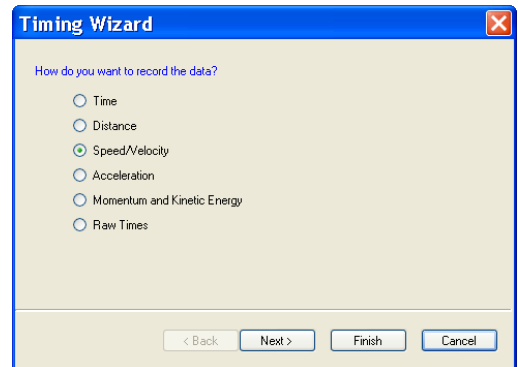 Timing Wizard
How do you want to record the data?
Time
Distance
Speed/Velocity
Acceleration
Momentum and Kinetic Energy
Raw Times
< Back Next > Finish Cancel